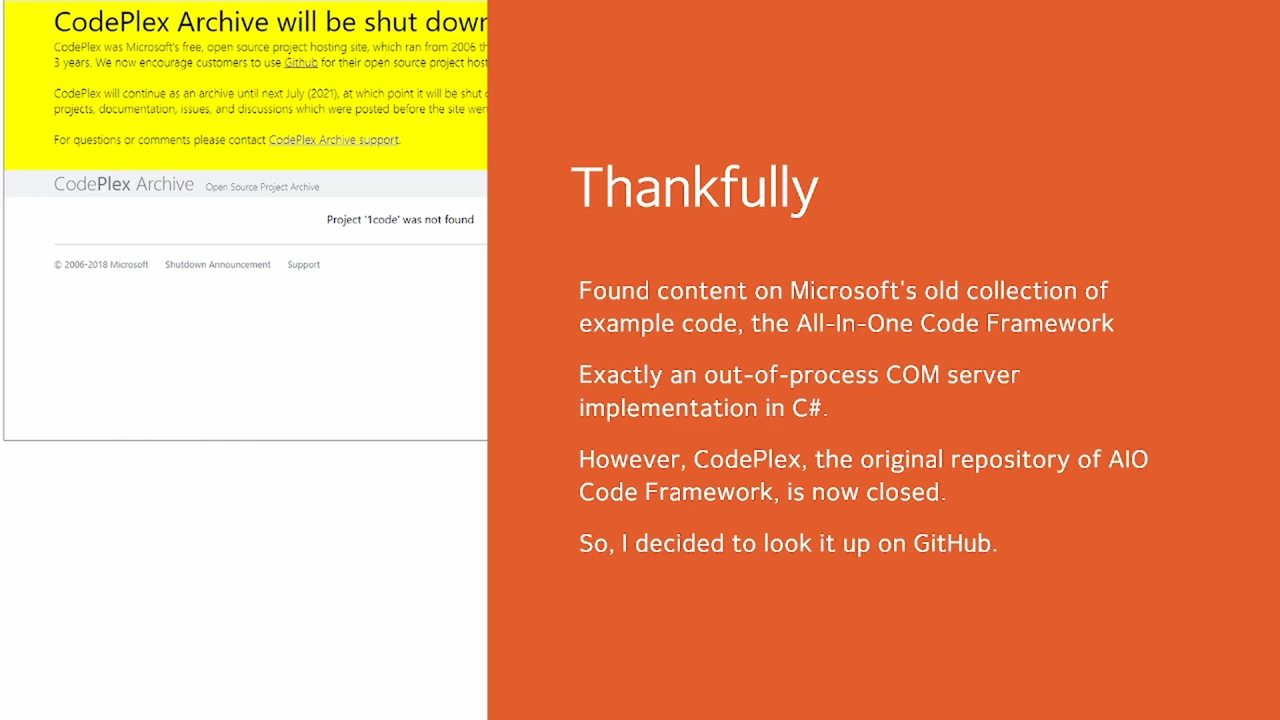 CodePlex Archive will be shut down
CodePlex was Microsoft's free, open source project hosting site, which ran from 2006 th
3 years. We now encourage customers to use Github for their open source project host
CodePlex will continue as an archive until next July (2021), at which point it will be shut
projects, documentation, issues, and discussions which were posted before the site wen
For questions or comments please contact CodePlex Archive support.
CodePlex Archive Open Source Project Archive
Project '1code' was not found
© 2006-2018 Microsoft Shutdown Announcement Support
Thankfully
Found content on Microsoft's old collection of
example code, the All-In-One Code Framework
Exactly an out-of-process COM server
implementation in C#.
However, CodePlex, the original repository of AIO
Code Framework, is now closed.
So, I decided to look it up on GitHub.